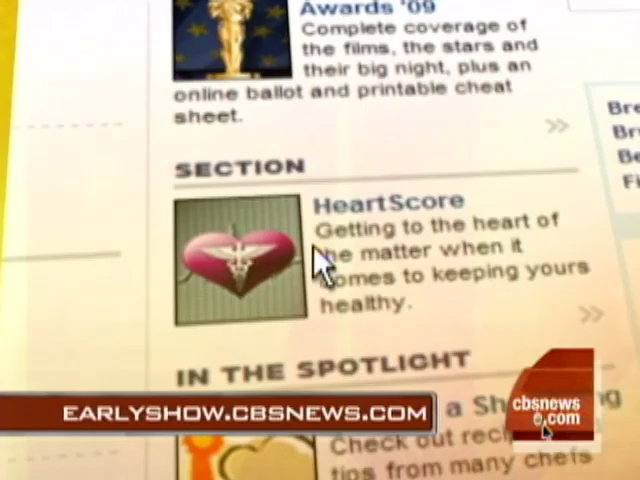 Awards '09
Complete coverage of
the films, the stars and
their big night, plus an
online ballot and printable cheat
sheet.
SECTION
HeartScore
Getting to the heart of
the matter when it
comes to keeping yours
healthy.
IN THE SPOTLIGHT
a Sh
Check out
tips from many chefs
EARLYSHOW.CBSNEWS.COM
cbsnews
.com